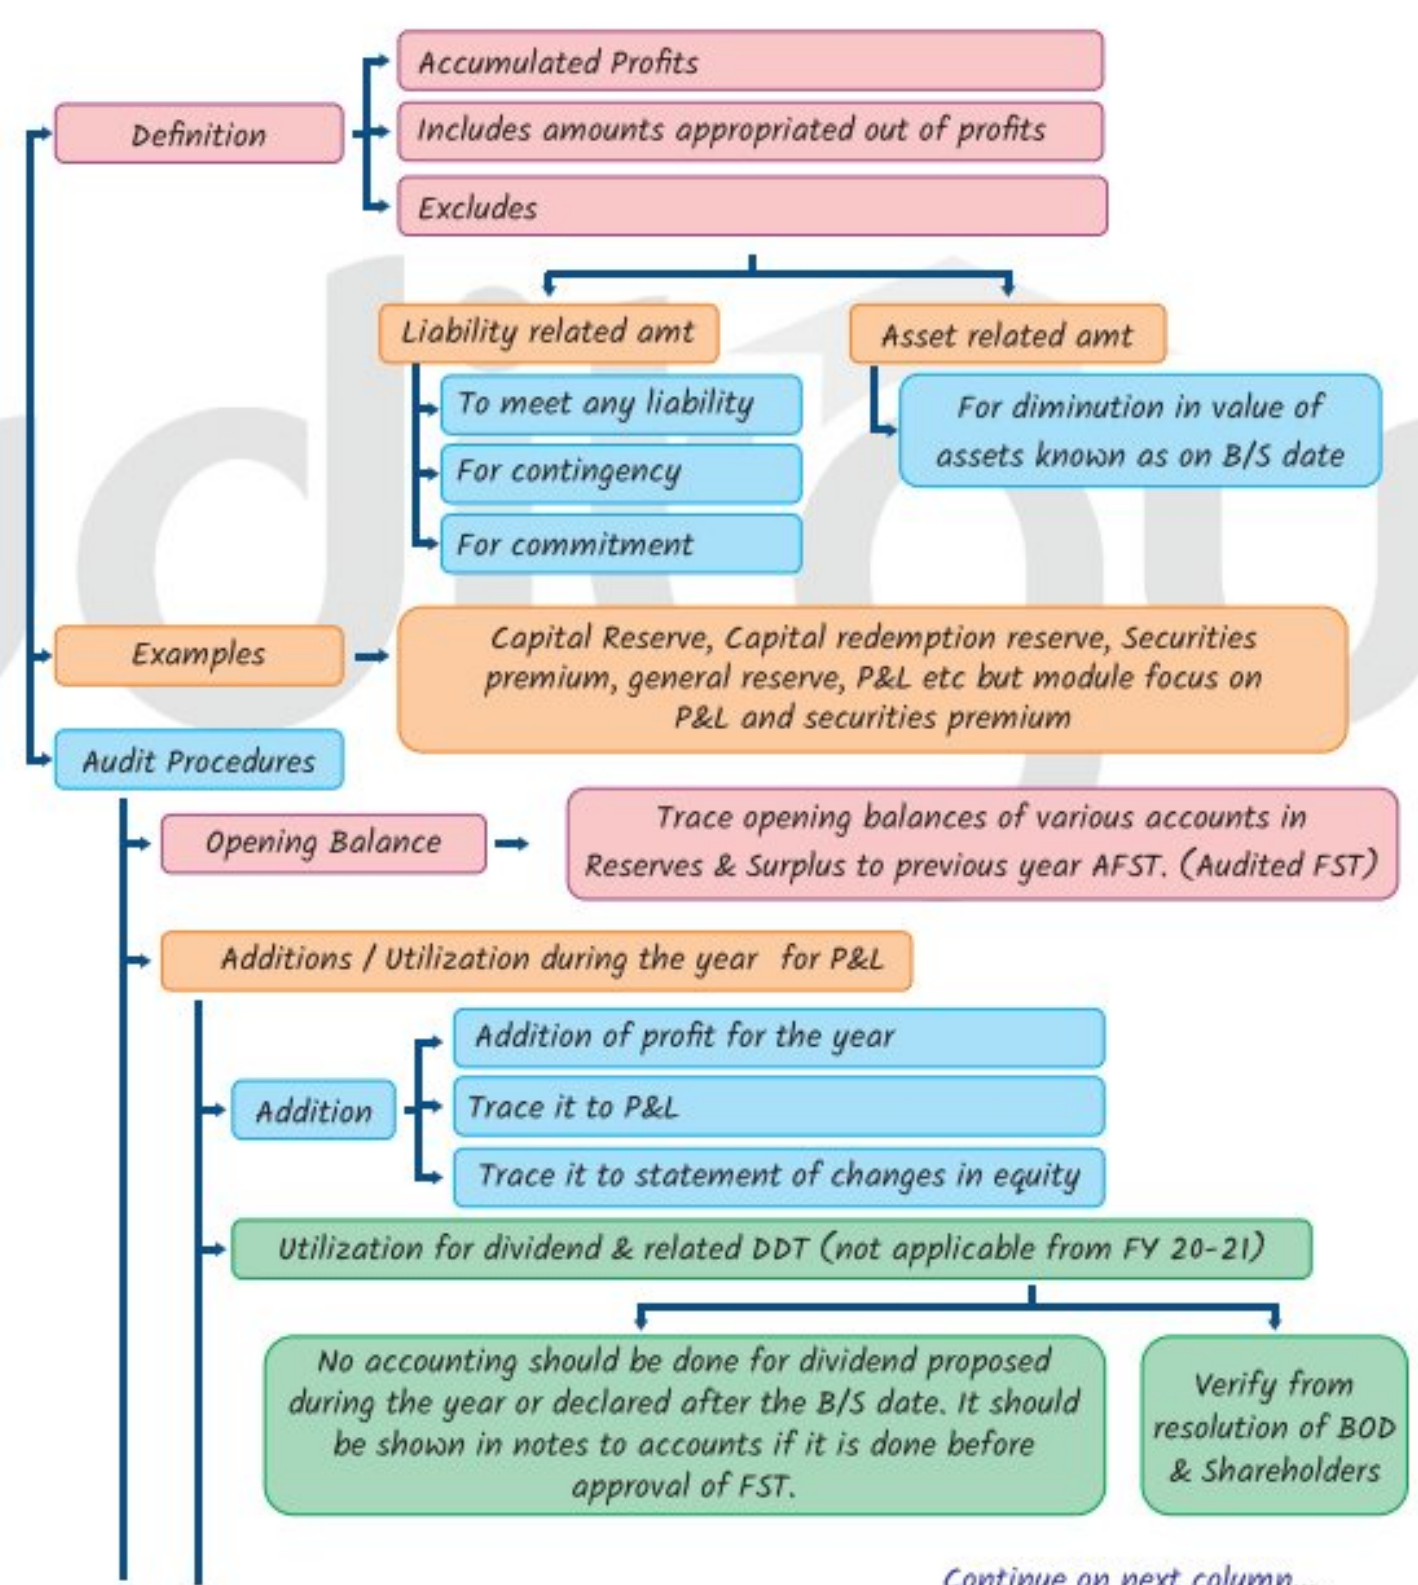 Accumulated Profits
Definition
Includes amounts appropriated out of profits
Excludes
Liability related amt
Asset related amt
To meet any liability
For contingency
For commitment
For diminution in value of
assets known as on B/S date
Examples
Capital Reserve, Capital redemption reserve, Securities
premium, general reserve, P&L etc but module focus on
P&L and securities premium
Audit Procedures
Opening Balance
Trace opening balances of various accounts in
Reserves & Surplus to previous year AFST. (Audited FST)
Additions / Utilization during the year for P&L
Addition
Addition of profit for the year
Trace it to P&L
Trace it to statement of changes in equity
Utilization for dividend & related DDT (not applicable from FY 20-21)
No accounting should be done for dividend proposed
during the year or declared after the B/S date. It should
be shown in notes to accounts if it is done before
approval of FST.
Verify from
resolution of BOD
& Shareholders
Continue on next column....